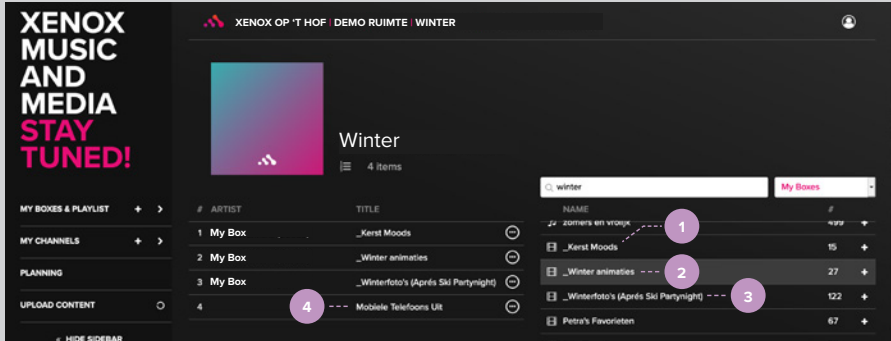 XENOX
MUSIC
AND
MEDIA
STAY
TUNED!
XENOX OP 'T HOF | DEMO RUIMTE | WINTER
Winter
4 items
winter
My Boxes
MY BOXES & PLAYLIST + >
MY CHANNELS + >
PLANNING
UPLOAD CONTENT
« HIDE SIDEBAR
# ARTIST TITLE
1 My Box _Kerst Moods
2 My Box _Winter animaties
3 My Box _Winterfoto's (Aprés Ski Partynight)
4 4 Mobiele Telefoons Uit
NAME #
zomers en vrolijk 499 +
1
_Kerst Moods 15 +
_Winter animaties 2 27 +
_Winterfoto's (Aprés Ski Partynight) 3 122 +
Petra's Favorieten 67 +